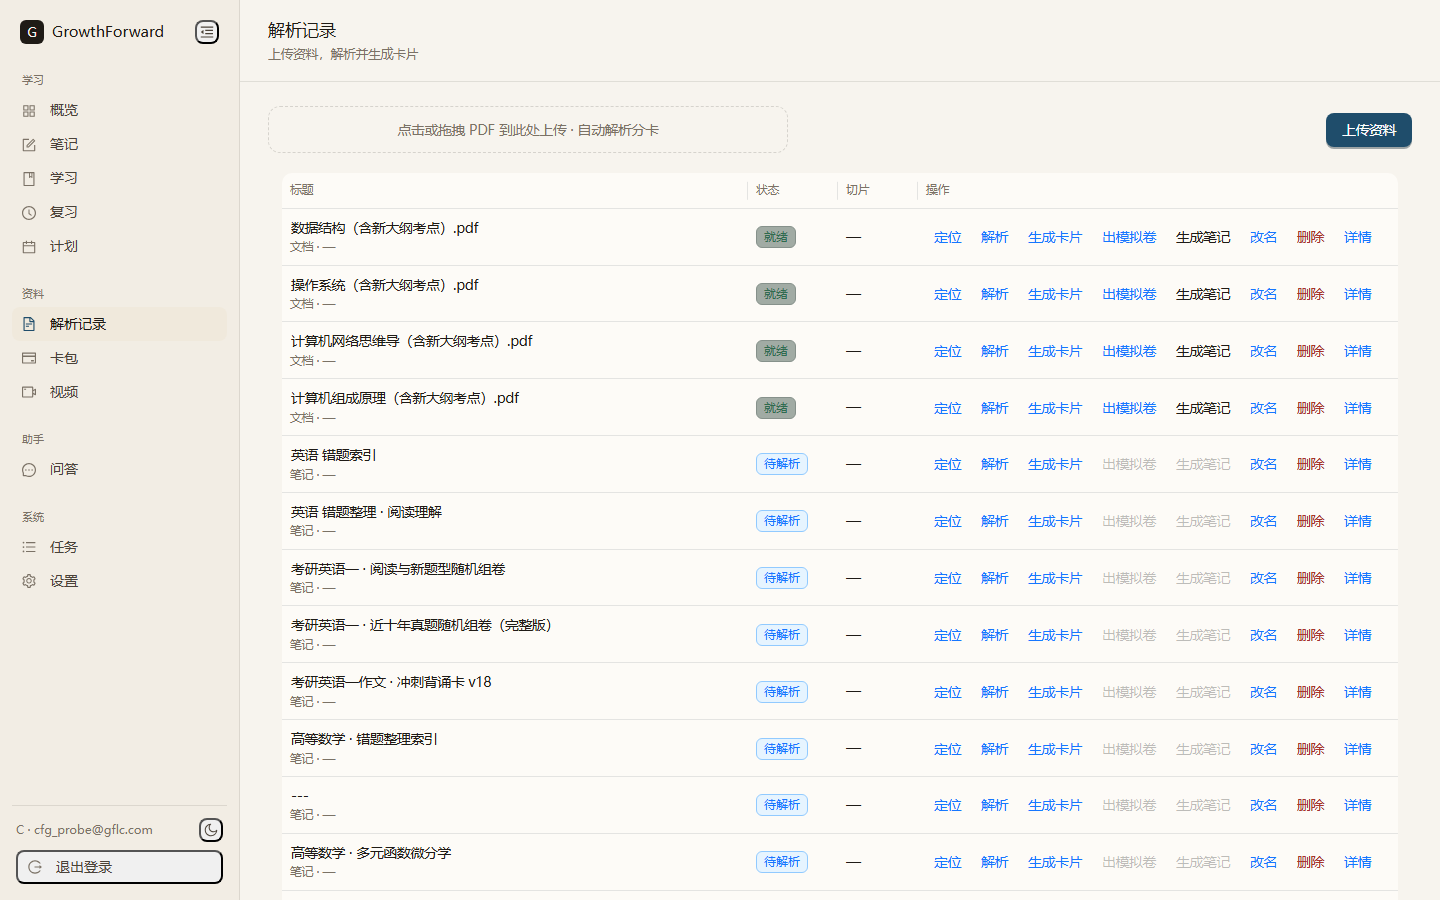 G GrowthForward
学习
概览
笔记
学习
复习
计划
资料
解析记录
卡包
视频
助手
问答
系统
任务
设置
C · cfg_probe@gflc.com
退出登录
解析记录
上传资料，解析并生成卡片
点击或拖拽 PDF 到此处上传 · 自动解析分卡
上传资料
标题 状态 切片 操作
数据结构（含新大纲考点）.pdf
文档 · —
就绪 — 定位 解析 生成卡片 出模拟卷 生成笔记 改名 删除 详情
操作系统（含新大纲考点）.pdf
文档 · —
就绪 — 定位 解析 生成卡片 出模拟卷 生成笔记 改名 删除 详情
计算机网络思维导（含新大纲考点）.pdf
文档 · —
就绪 — 定位 解析 生成卡片 出模拟卷 生成笔记 改名 删除 详情
计算机组成原理（含新大纲考点）.pdf
文档 · —
就绪 — 定位 解析 生成卡片 出模拟卷 生成笔记 改名 删除 详情
英语 错题索引
笔记 · —
待解析 — 定位 解析 生成卡片 出模拟卷 生成笔记 改名 删除 详情
英语 错题整理 · 阅读理解
笔记 · —
待解析 — 定位 解析 生成卡片 出模拟卷 生成笔记 改名 删除 详情
考研英语一 · 阅读与新题型随机组卷
笔记 · —
待解析 — 定位 解析 生成卡片 出模拟卷 生成笔记 改名 删除 详情
考研英语一 · 近十年真题随机组卷（完整版）
笔记 · —
待解析 — 定位 解析 生成卡片 出模拟卷 生成笔记 改名 删除 详情
考研英语一作文 · 冲刺背诵卡 v18
笔记 · —
待解析 — 定位 解析 生成卡片 出模拟卷 生成笔记 改名 删除 详情
高等数学 · 错题整理索引
笔记 · —
待解析 — 定位 解析 生成卡片 出模拟卷 生成笔记 改名 删除 详情
---
笔记 · —
待解析 — 定位 解析 生成卡片 出模拟卷 生成笔记 改名 删除 详情
高等数学 · 多元函数微分学
笔记 · —
待解析 — 定位 解析 生成卡片 出模拟卷 生成笔记 改名 删除 详情